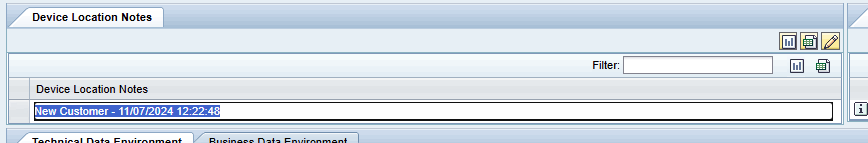 Device Location Notes
Filter:
Device Location Notes
New Customer - 11/07/2024 12:22:48
Technical Data Environment
Business Data Environment